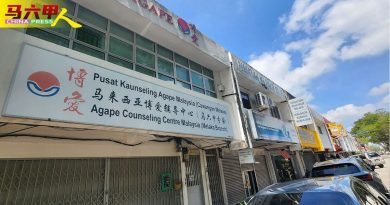 马六甲人
CHINA PRESS
AGAPE
博爱
Pusat Kaunseling Agape Malaysia (Cawangan Melaka)
马来西亚博爱辅导中心（马六甲分会）
Agape Counseling Centre Malaysia (Melaka Branch)